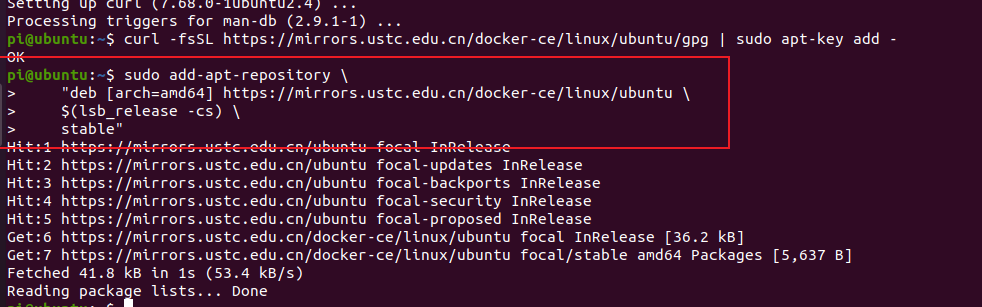 Setting up curl (7.68.0-1ubuntu2.4) ...
Processing triggers for man-db (2.9.1-1) ...
pi@ubuntu:~$ curl -fsSL https://mirrors.ustc.edu.cn/docker-ce/linux/ubuntu/gpg | sudo apt-key add -
OK
pi@ubuntu:~$ sudo add-apt-repository \
>     "deb [arch=amd64] https://mirrors.ustc.edu.cn/docker-ce/linux/ubuntu \
>     $(lsb_release -cs) \
>     stable"
Hit:1 https://mirrors.ustc.edu.cn/ubuntu focal InRelease
Hit:2 https://mirrors.ustc.edu.cn/ubuntu focal-updates InRelease
Hit:3 https://mirrors.ustc.edu.cn/ubuntu focal-backports InRelease
Hit:4 https://mirrors.ustc.edu.cn/ubuntu focal-security InRelease
Hit:5 https://mirrors.ustc.edu.cn/ubuntu focal-proposed InRelease
Get:6 https://mirrors.ustc.edu.cn/docker-ce/linux/ubuntu focal InRelease [36.2 kB]
Get:7 https://mirrors.ustc.edu.cn/docker-ce/linux/ubuntu focal/stable amd64 Packages [5,637 B]
Fetched 41.8 kB in 1s (53.4 kB/s)
Reading package lists... Done